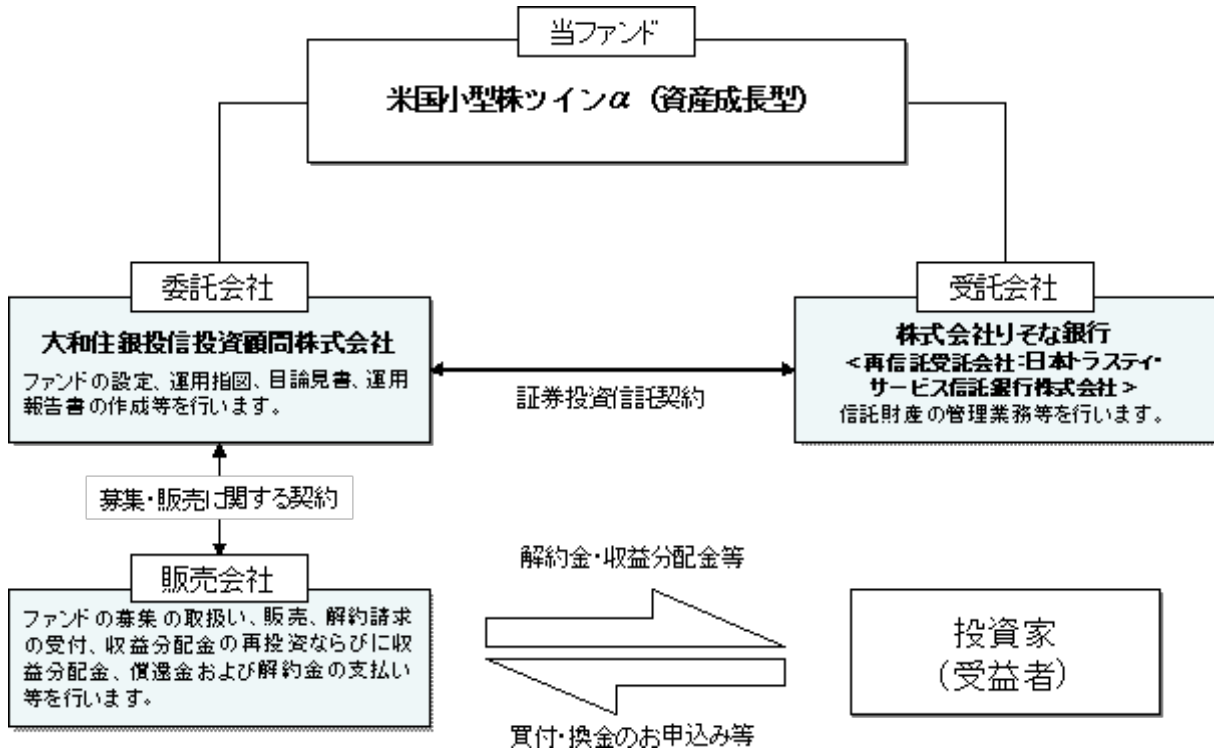 当ファンド
米国小型株ツインα（資産成長型）
委託会社
大和住銀投信投資顧問株式会社
ファンドの設定、運用指図、目論見書、運用
報告書の作成等を行います。
受託会社
株式会社りそな銀行
＜再信託受託会社：日本トラスティ・
サービス信託銀行株式会社＞
信託財産の管理業務等を行います。
証券投資信託契約
募集・販売に関する契約
販売会社
ファンドの募集の取扱い、販売、解約請求
の受付、収益分配金の再投資ならびに収
益分配金、償還金および解約金の支払い
等を行います。
解約金・収益分配金等
買付・換金のお申込み等
投資家
（受益者）